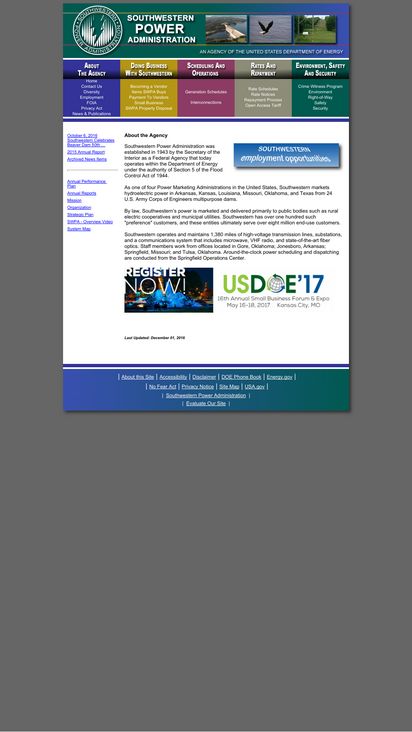 SOUTHWESTERN
POWER
ADMINISTRATION
AN AGENCY OF THE UNITED STATES DEPARTMENT OF ENERGY
ABOUT
THE AGENCY
Home
Contact Us
Diversity
Employment
FOIA
Privacy Act
News & Publications
DOING BUSINESS
WITH SOUTHWESTERN
Becoming a Vendor
Items SWPA Buys
Payment To Vendors
Small Business
SWPA Property Disposal
SCHEDULING AND
OPERATIONS
Generation Schedules
Interconnections
RATES AND
REPAYMENT
Rate Schedules
Rate Notices
Repayment Process
Open Access Tariff
ENVIRONMENT, SAFETY
AND SECURITY
Crime Witness Program
Environment
Right-of-Way
Safety
Security
October 6, 2016
Southwestern Celebrates
Beaver Dam 50th ...
2015 Annual Report
Archived News Items
Annual Performance
Plan
Annual Reports
Mission
Organization
Strategic Plan
SWPA - Overview Video
System Map
About the Agency
Southwestern Power Administration was
established in 1943 by the Secretary of the
Interior as a Federal Agency that today
operates within the Department of Energy
under the authority of Section 5 of the Flood
Control Act of 1944.
SOUTHWESTERN
employment opportunities.
As one of four Power Marketing Administrations in the United States, Southwestern markets
hydroelectric power in Arkansas, Kansas, Louisiana, Missouri, Oklahoma, and Texas from 24
U.S. Army Corps of Engineers multipurpose dams.
By law, Southwestern's power is marketed and delivered primarily to public bodies such as rural
electric cooperatives and municipal utilities. Southwestern has over one hundred such
"preference" customers, and these entities ultimately serve over eight million end-use customers.
Southwestern operates and maintains 1,380 miles of high-voltage transmission lines, substations,
and a communications system that includes microwave, VHF radio, and state-of-the-art fiber
optics. Staff members work from offices located in Gore, Oklahoma; Jonesboro, Arkansas;
Springfield, Missouri; and Tulsa, Oklahoma. Around-the-clock power scheduling and dispatching
are conducted from the Springfield Operations Center.
REGISTER
NOW!
USDOE'17
16th Annual Small Business Forum & Expo
May 16-18, 2017 Kansas City, MO
Last Updated: December 01, 2016
| About this Site | Accessibility | Disclaimer | DOE Phone Book | Energy.gov |
| No Fear Act | Privacy Notice | Site Map | USA.gov |
| Southwestern Power Administration |
| Evaluate Our Site |